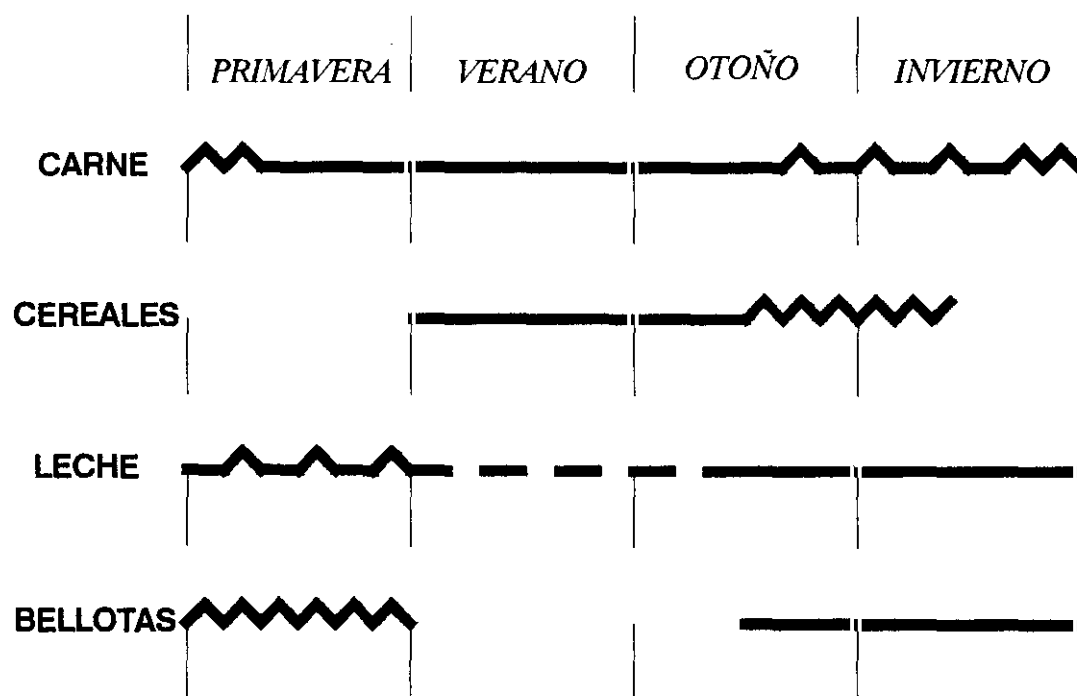 PRIMAVERA VERANO OTOÑO INVIERNO
CARNE
CEREALES
LECHE
BELLOTAS